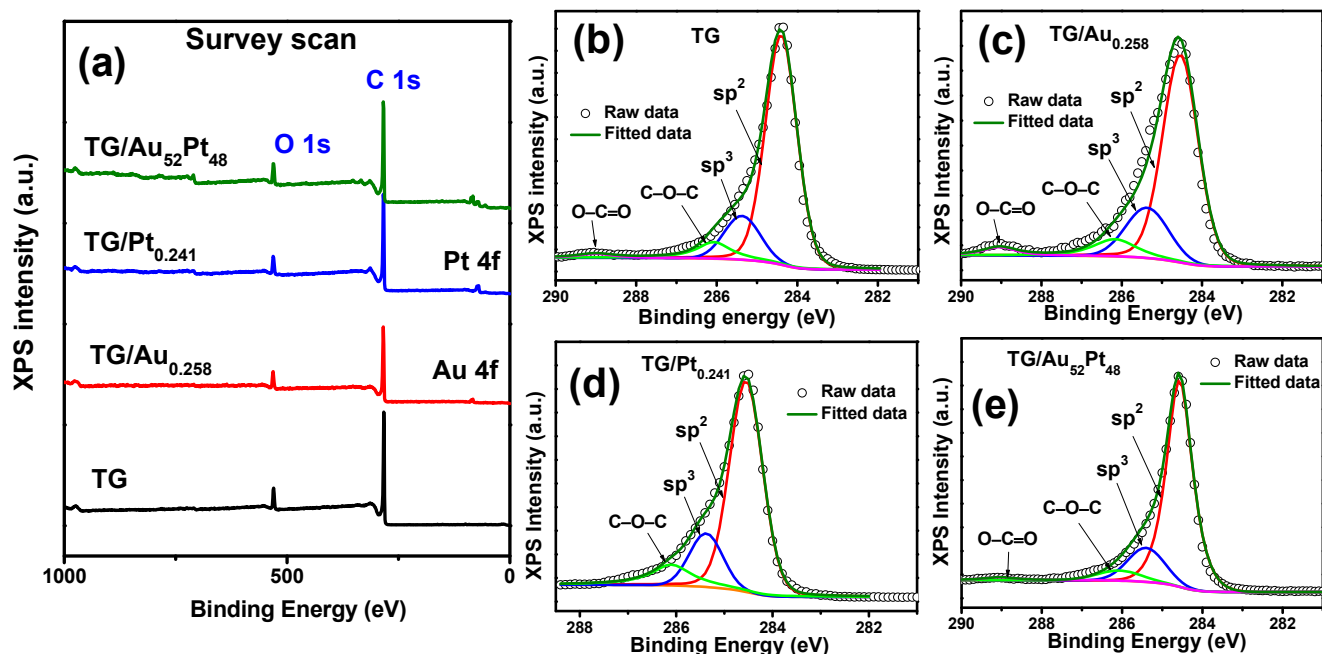 (a)
Survey scan
C 1s
O 1s
TG/Au52Pt48
TG/Pt0.241
Pt 4f
TG/Au0.258
Au 4f
TG
XPS intensity (a.u.)
1000
500
0
Binding Energy (eV)
(b)
TG
Raw data
Fitted data
sp2
sp3
C–O–C
O–C=O
XPS intensity (a.u.)
290
288
286
284
282
Binding energy (eV)
(c)
TG/Au0.258
Raw data
Fitted data
sp2
sp3
C–O–C
O–C=O
XPS Intensity (a.u.)
290
288
286
284
282
Binding energy (eV)
(d)
TG/Pt0.241
Raw data
Fitted data
sp2
sp3
C–O–C
XPS Intensity (a.u.)
288
286
284
282
Binding Energy (eV)
(e)
TG/Au52Pt48
Raw data
Fitted data
sp2
sp3
C–O–C
O–C=O
XPS Intensity (a.u.)
290
288
286
284
282
Binding Energy (eV)